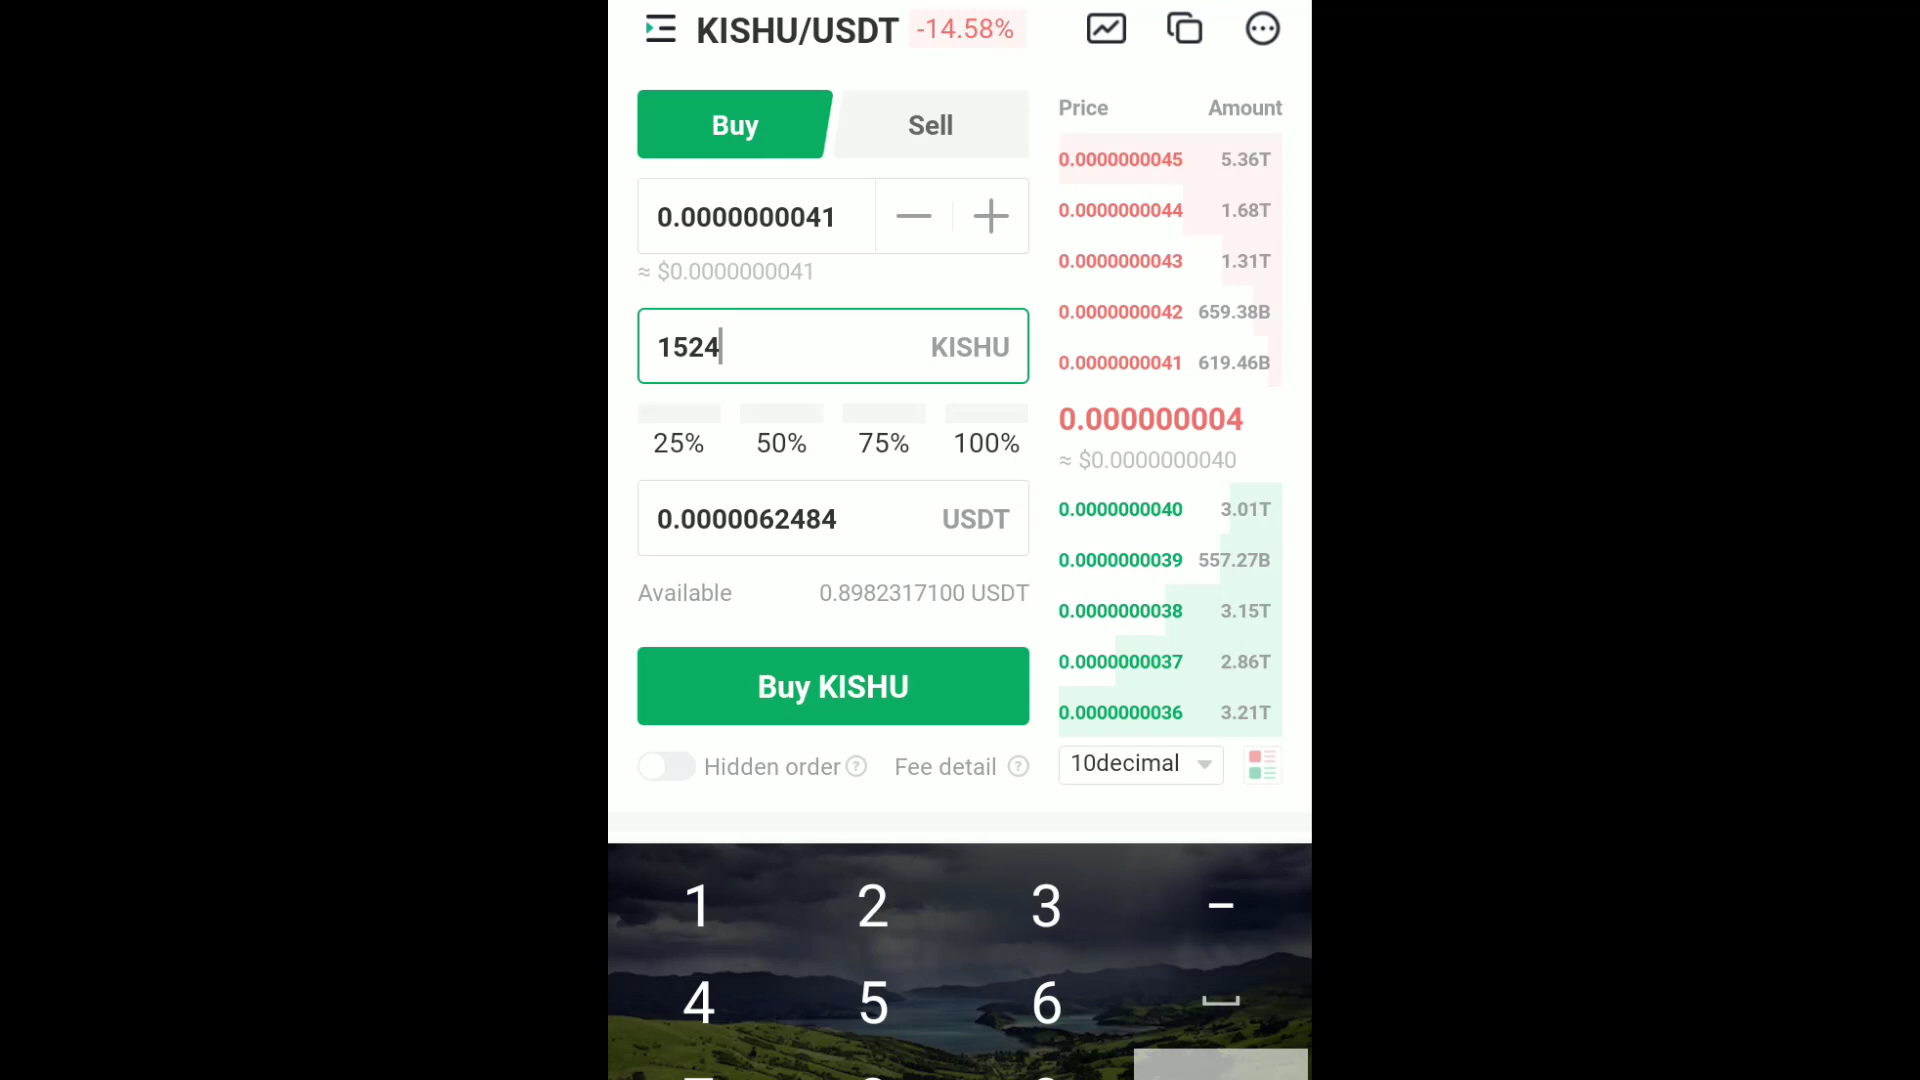 KISHU/USDT -14.58%
Buy Sell
0.0000000041
≈ $0.0000000041
1524 KISHU
25% 50% 75% 100%
0.0000062484 USDT
Available 0.8982317100 USDT
Buy KISHU
Hidden order ? Fee detail ?
Price Amount
0.0000000045 5.36T
0.0000000044 1.68T
0.0000000043 1.31T
0.0000000042 659.38B
0.0000000041 619.46B
0.000000004
≈ $0.0000000040
0.0000000040 3.01T
0.0000000039 557.27B
0.0000000038 3.15T
0.0000000037 2.86T
0.0000000036 3.21T
10decimal
1 2 3 –
4 5 6